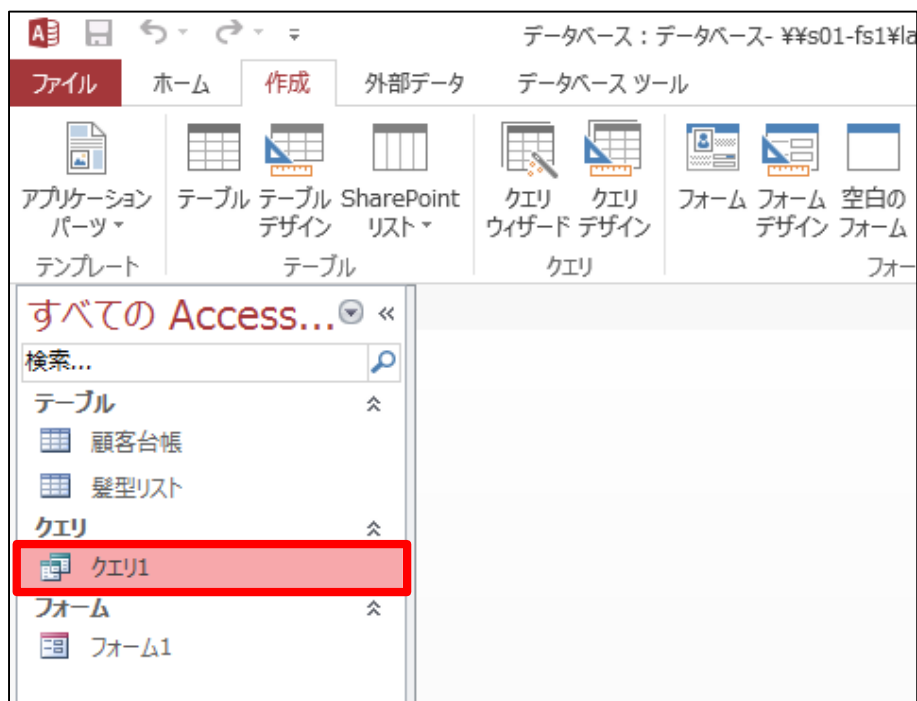 データベース : データベース- ¥¥s01-fs1¥la
ファイル ホーム 作成 外部データ データベース ツール
アプリケーション パーツ テーブル テーブル デザイン SharePoint リスト クエリ ウィザード クエリ デザイン フォーム フォーム デザイン 空白の フォーム
テンプレート テーブル クエリ フォー
すべての Access... «
検索...
テーブル
顧客台帳
髪型リスト
クエリ
クエリ1
フォーム
フォーム1